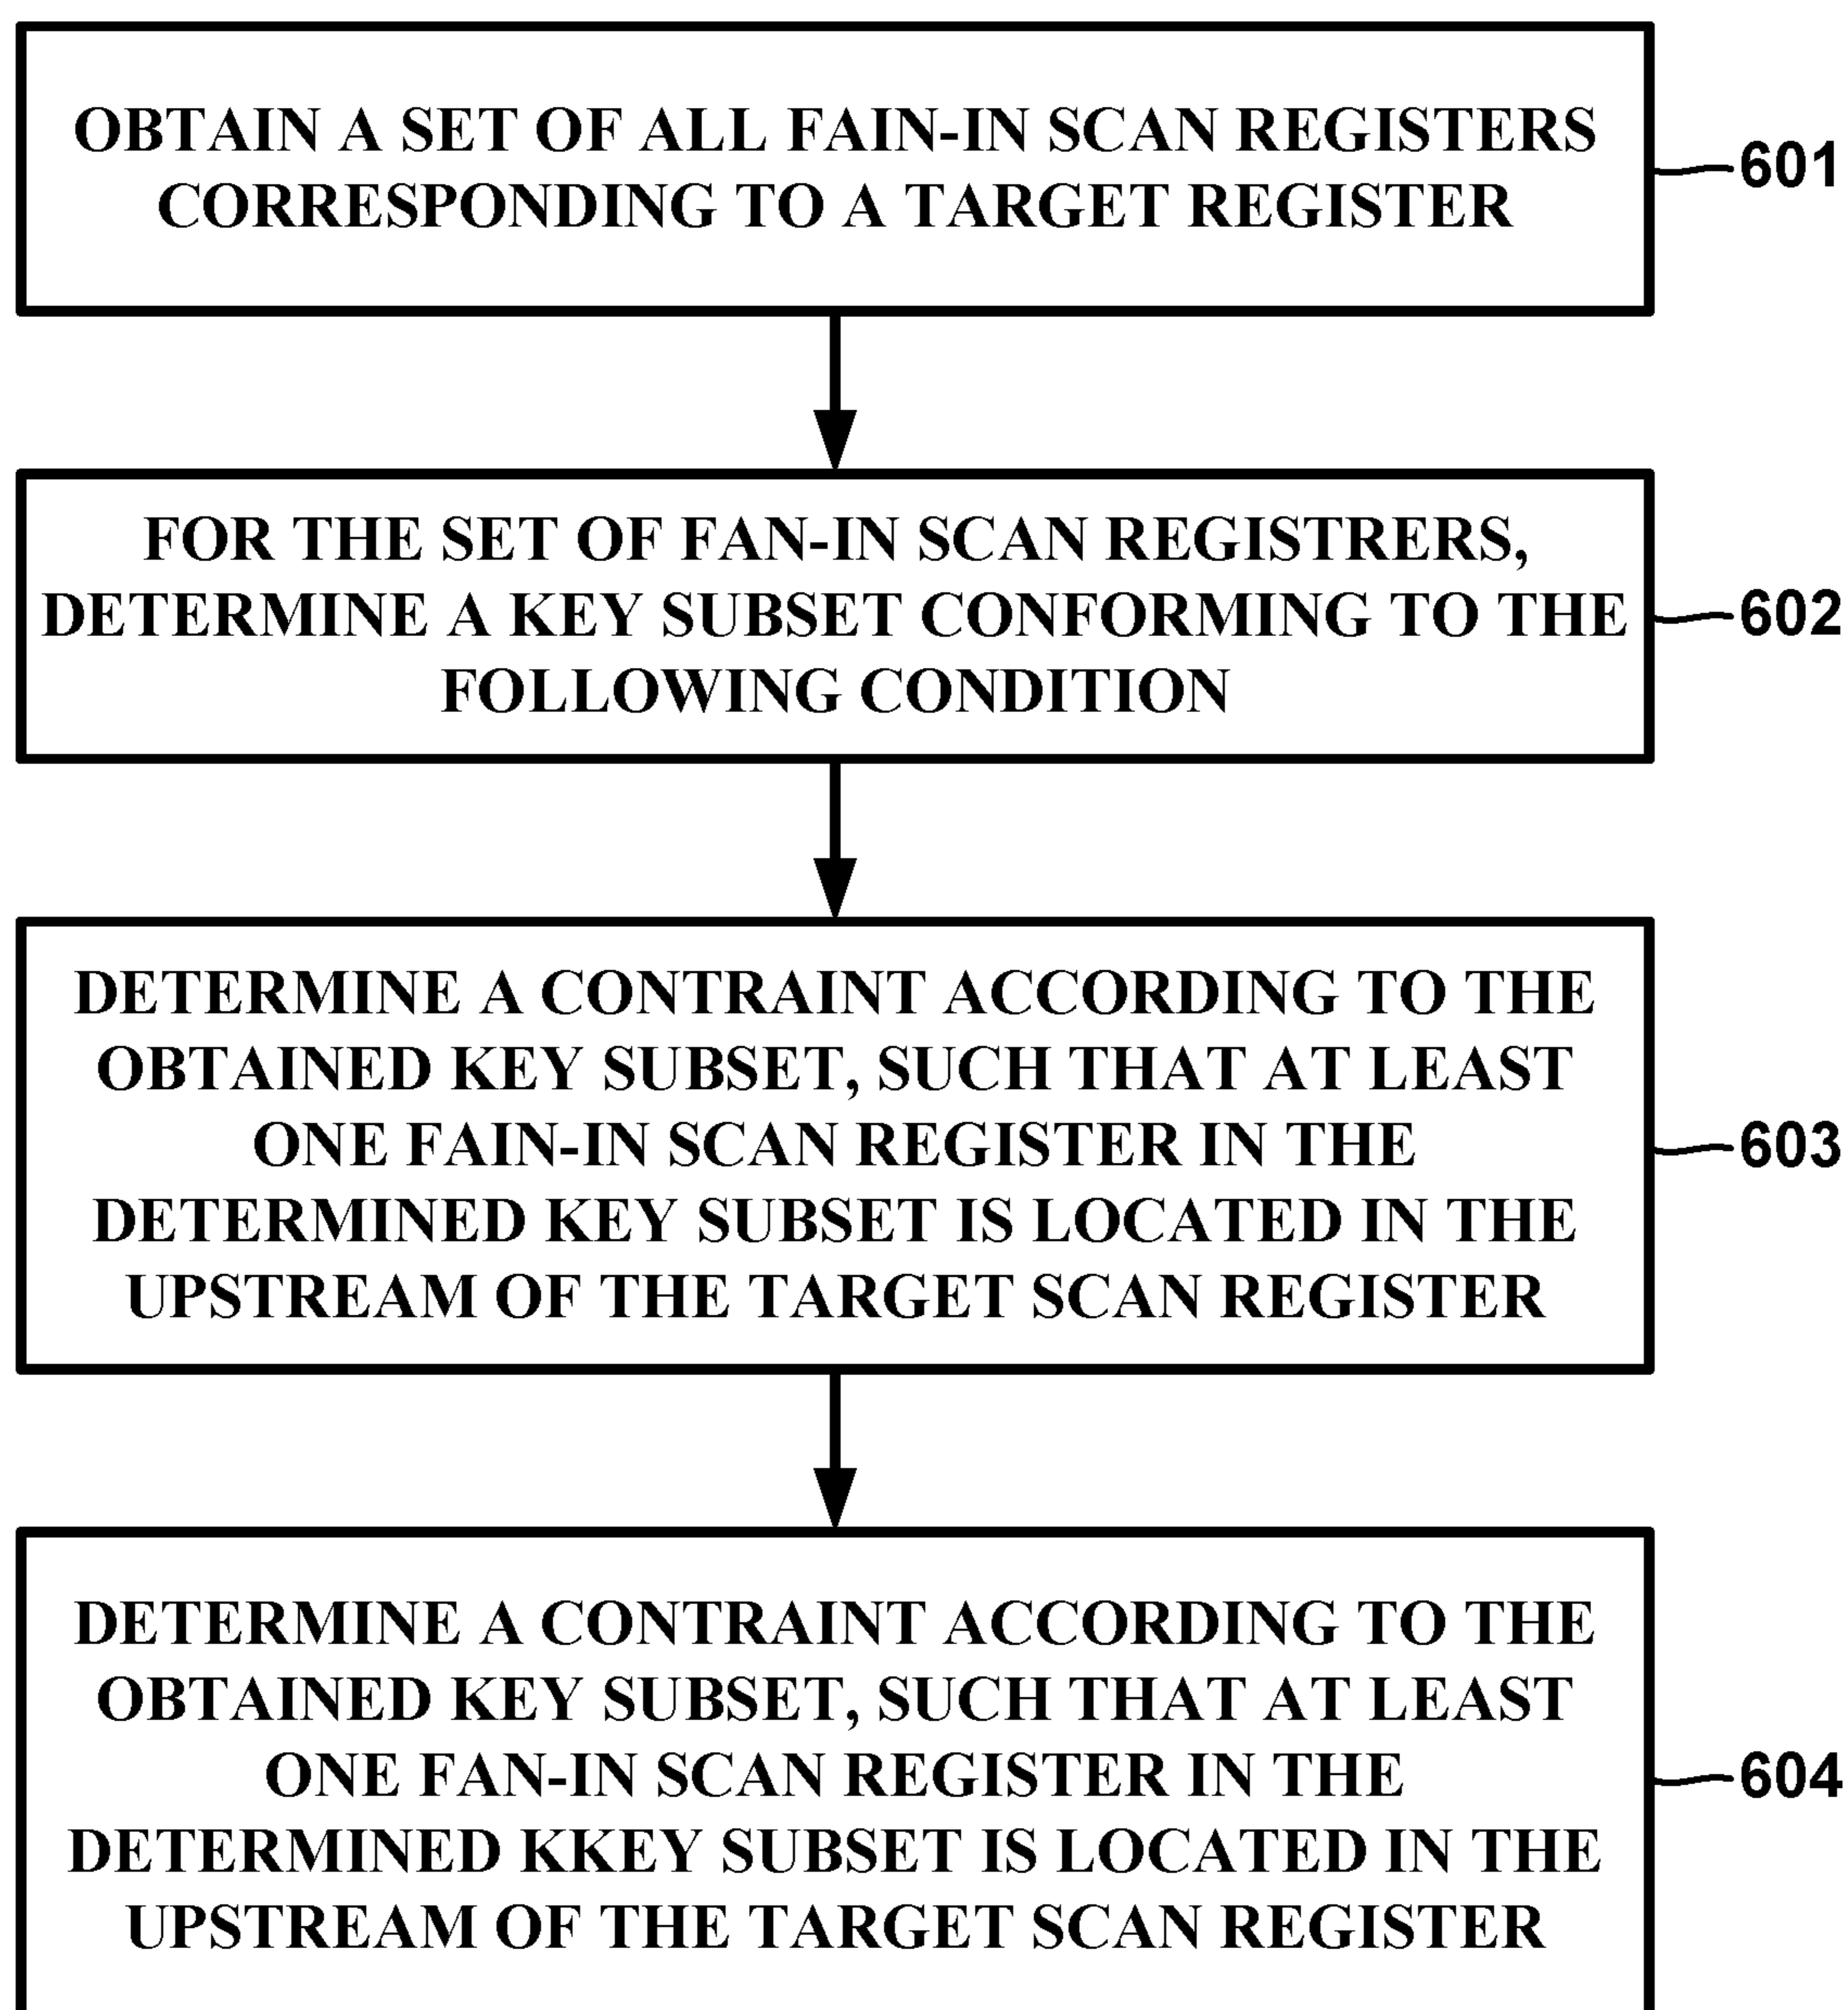 OBTAIN A SET OF ALL FAIN-IN SCAN REGISTERS
CORRESPONDING TO A TARGET REGISTER
601
FOR THE SET OF FAN-IN SCAN REGISTRERS,
DETERMINE A KEY SUBSET CONFORMING TO THE
FOLLOWING CONDITION
602
DETERMINE A CONTRAINT ACCORDING TO THE
OBTAINED KEY SUBSET, SUCH THAT AT LEAST
ONE FAIN-IN SCAN REGISTER IN THE
DETERMINED KEY SUBSET IS LOCATED IN THE
UPSTREAM OF THE TARGET SCAN REGISTER
603
DETERMINE A CONTRAINT ACCORDING TO THE
OBTAINED KEY SUBSET, SUCH THAT AT LEAST
ONE FAN-IN SCAN REGISTER IN THE
DETERMINED KKEY SUBSET IS LOCATED IN THE
UPSTREAM OF THE TARGET SCAN REGISTER
604